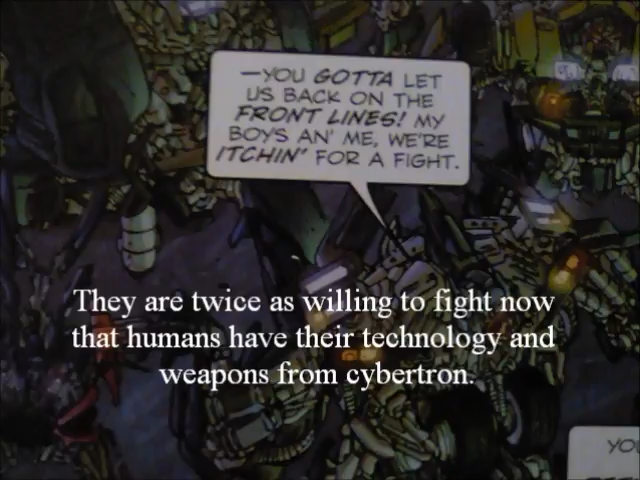 —YOU GOTTA LET
US BACK ON THE
FRONT LINES! MY
BOYS AN' ME, WE'RE
ITCHIN' FOR A FIGHT.
They are twice as willing to fight now
that humans have their technology and
weapons from cybertron.